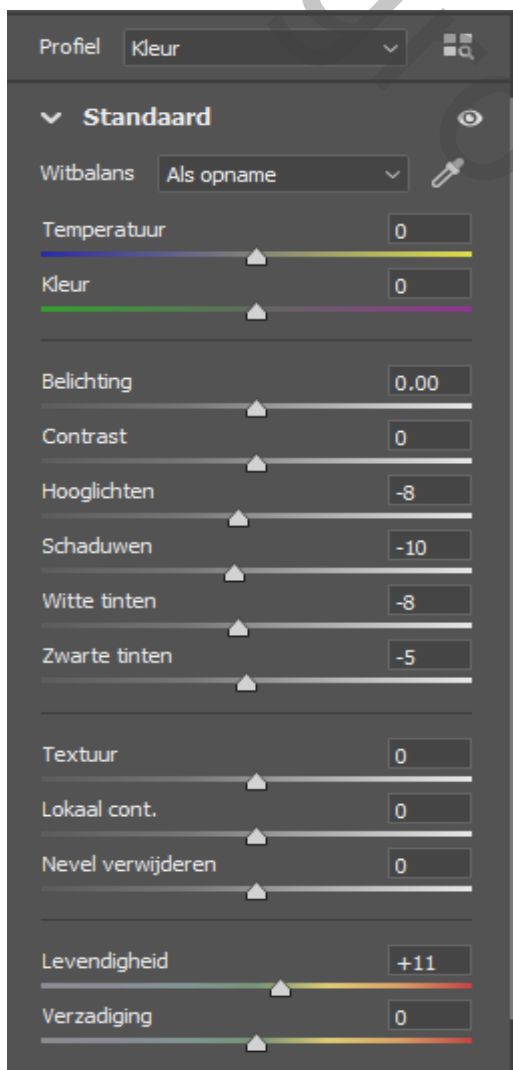 Profiel Kleur
Standaard
Witbalans Als opname
Temperatuur 0
Kleur 0
Belichting 0.00
Contrast 0
Hooglichten -8
Schaduwen -10
Witte tinten -8
Zwarte tinten -5
Textuur 0
Lokaal cont. 0
Nevel verwijderen 0
Levendigheid +11
Verzadiging 0